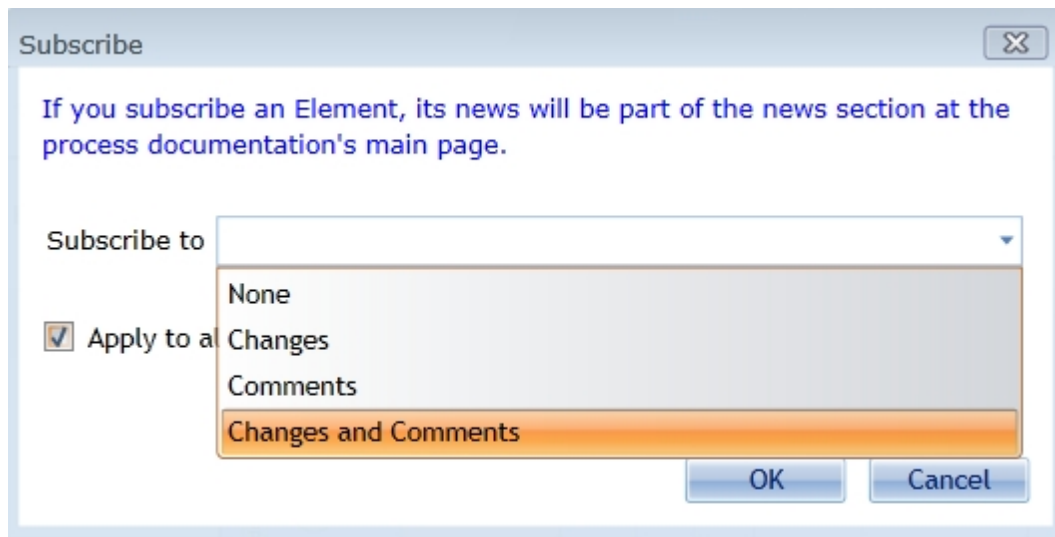 Subscribe
If you subscribe an Element, its news will be part of the news section at the
process documentation's main page.
Subscribe to
None
Apply to al
Changes
Comments
Changes and Comments
OK
Cancel